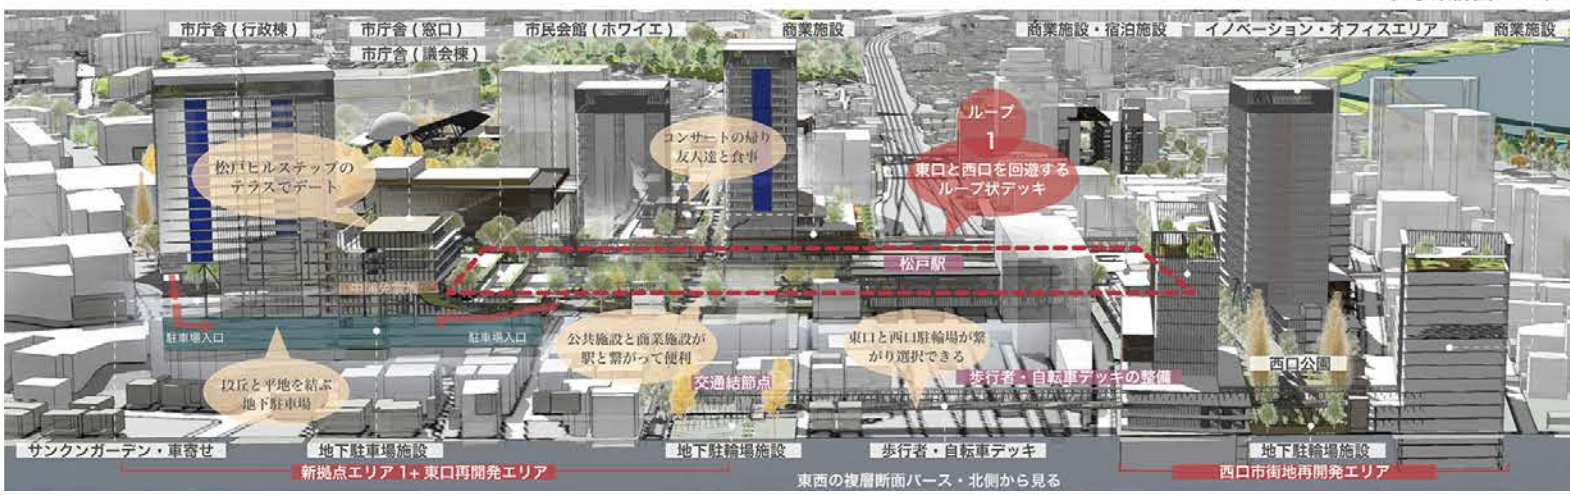 市庁舎 (行政棟)
市庁舎 (窓口)
市庁舎 (議会棟)
市民会館 (ホワイエ)
商業施設
商業施設・宿泊施設
イノベーション・オフィスエリア
商業施設
松戸ヒルステップの
テラスでデート
コンサートの帰り
友人達と食事
ループ
1
東口と西口を回遊する
ループ状デッキ
松戸駅
駐車場入口
駐車場入口
公共施設と商業施設が
駅と繋がって便利
東口と西口駐輪場が繋
がり選択できる
段丘と平地を結ぶ
地下駐車場
交通結節点
歩行者・自転車デッキの整備
西口公園
サンクンガーデン・車寄せ
地下駐車場施設
地下駐輪場施設
歩行者・自転車デッキ
地下駐輪場施設
新拠点エリア 1+ 東口再開発エリア
東西の複層断面パース・北側から見る
西口市街地再開発エリア